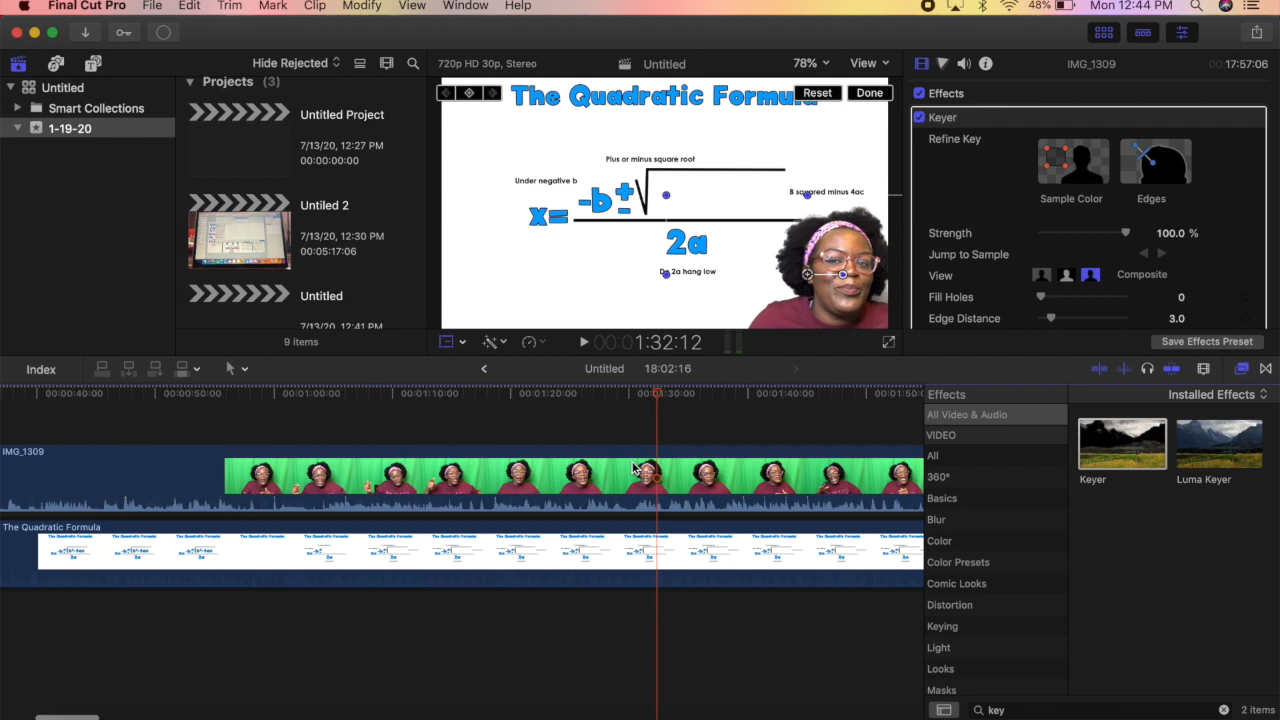 Final Cut Pro File Edit Trim Mark Clip Modify View Window Help 48% Mon 12:44 PM
Hide Rejected
720p HD 30p, Stereo Untitled 78% View
IMG_1309 17:57:06
Untitled
Smart Collections
1-19-20
Projects (3)
Untitled Project
7/13/20, 12:27 PM
00:00:00:00
Untitled 2
7/13/20, 12:30 PM
00:05:17:06
Untitled
7/13/20, 12:41 PM
9 items
The Quadratic Formula
Reset Done
Plus or minus square root
Under negative b
B squared minus 4ac
x= -b±√
2a
Do 2a hang low
00:01:32:12
Effects
Keyer
Refine Key
Sample Color Edges
Strength 100.0 %
Jump to Sample
View Composite
Fill Holes 0
Edge Distance 3.0
Save Effects Preset
Index Untitled 18:02:16
00:00:40:00 00:00:50:00 00:01:00:00 00:01:10:00 00:01:20:00 00:01:30:00 00:01:40:00 00:01:50:0
IMG_1309
The Quadratic Formula
Effects Installed Effects
All Video & Audio
VIDEO
All
360°
Basics
Blur
Color
Color Presets
Comic Looks
Distortion
Keying
Light
Looks
Masks
Keyer Luma Keyer
key 2 items